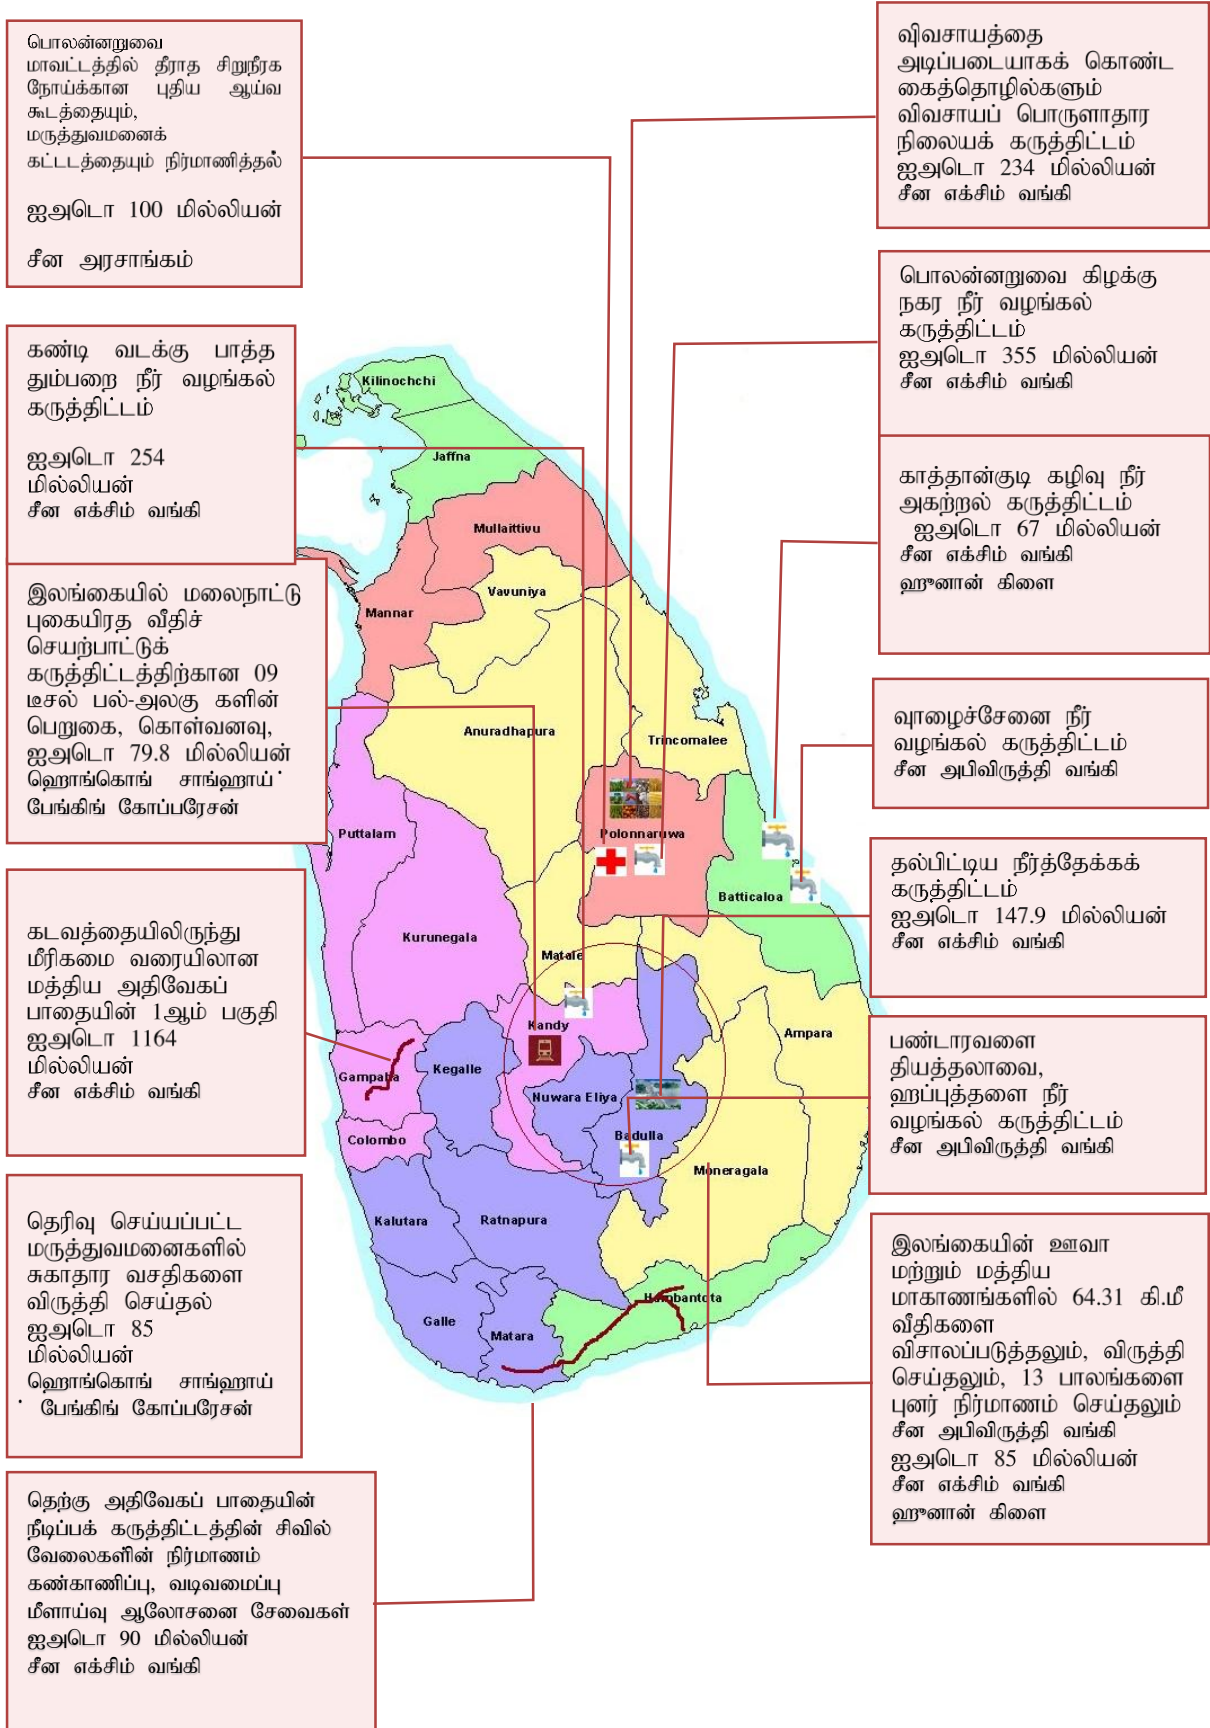 பொலன்னறுவை
மாவட்டத்தில் தீராத சிறுநீரக
நோய்க்கான புதிய ஆய்வ
கூடத்தையும்,
மருத்துவமனைக்
கட்டடத்தையும் நிர்மாணித்தல்
ஐஅடொ 100 மில்லியன்
சீன அரசாங்கம்
கண்டி வடக்கு பாத்த
தும்பறை நீர் வழங்கல்
கருத்திட்டம்
ஐஅடொ 254
மில்லியன்
சீன எக்சிம் வங்கி
இலங்கையில் மலைநாட்டு
புகையிரத வீதிச்
செயற்பாட்டுக்
கருத்திட்டத்திற்கான 09
டீசல் பல்-அலகு களின்
பெறுகை, கொள்வனவு,
ஐஅடொ 79.8 மில்லியன்
ஹொங்கொங் சாங்ஹாய்
பேங்கிங் கோப்பரேசன்
கடவத்தையிலிருந்து
மீரிகமை வரையிலான
மத்திய அதிவேகப்
பாதையின் 1ஆம் பகுதி
ஐஅடொ 1164
மில்லியன்
சீன எக்சிம் வங்கி
தெரிவு செய்யப்பட்ட
மருத்துவமனைகளில்
சுகாதார வசதிகளை
விருத்தி செய்தல்
ஐஅடொ 85
மில்லியன்
ஹொங்கொங் சாங்ஹாய்
பேங்கிங் கோப்பரேசன்
தெற்கு அதிவேகப் பாதையின்
நீடிப்பக் கருத்திட்டத்தின் சிவில்
வேலைகளின் நிர்மாணம்
கண்காணிப்பு, வடிவமைப்பு
மீளாய்வு ஆலோசனை சேவைகள்
ஐஅடொ 90 மில்லியன்
சீன எக்சிம் வங்கி
Kilinochchi
Jaffna
Mullaittivu
Vavuniya
Mannar
Anuradhapura
Trincomalee
Puttalam
Polonnaruwa
Batticaloa
Kurunegala
Matale
Kandy
Ampara
Gampaha
Kegalle
Nuwara Eliya
Colombo
Badulla
Moneragala
Kalutara
Ratnapura
Hambantota
Galle
Matara
விவசாயத்தை
அடிப்படையாகக் கொண்ட
கைத்தொழில்களும்
விவசாயப் பொருளாதார
நிலையக் கருத்திட்டம்
ஐஅடொ 234 மில்லியன்
சீன எக்சிம் வங்கி
பொலன்னறுவை கிழக்கு
நகர நீர் வழங்கல்
கருத்திட்டம்
ஐஅடொ 355 மில்லியன்
சீன எக்சிம் வங்கி
காத்தான்குடி கழிவு நீர்
அகற்றல் கருத்திட்டம்
ஐஅடொ 67 மில்லியன்
சீன எக்சிம் வங்கி
ஹுனான் கிளை
வுாழைச்சேனை நீர்
வழங்கல் கருத்திட்டம்
சீன அபிவிருத்தி வங்கி
தல்பிட்டிய நீர்த்தேக்கக்
கருத்திட்டம்
ஐஅடொ 147.9 மில்லியன்
சீன எக்சிம் வங்கி
பண்டாரவளை
தியத்தலாவை,
ஹப்புத்தளை நீர்
வழங்கல் கருத்திட்டம்
சீன அபிவிருத்தி வங்கி
இலங்கையின் ஊவா
மற்றும் மத்திய
மாகாணங்களில் 64.31 கி.மீ
வீதிகளை
விசாலப்படுத்தலும், விருத்தி
செய்தலும், 13 பாலங்களை
புனர் நிர்மாணம் செய்தலும்
சீன அபிவிருத்தி வங்கி
ஐஅடொ 85 மில்லியன்
சீன எக்சிம் வங்கி
ஹுனான் கிளை